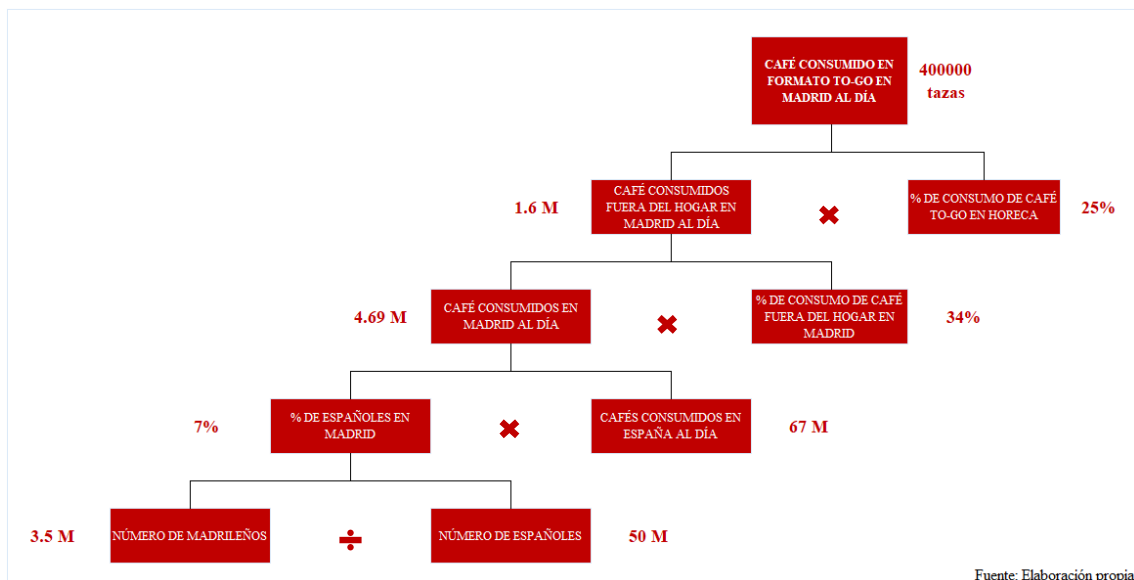 CAFÉ CONSUMIDO EN
FORMATO TO-GO EN
MADRID AL DÍA
400000
tazas
1.6 M
CAFÉ CONSUMIDOS
FUERA DEL HOGAR EN
MADRID AL DÍA
% DE CONSUMO DE CAFÉ
TO-GO EN HORECA
25%
4.69 M
CAFÉ CONSUMIDOS EN
MADRID AL DÍA
% DE CONSUMO DE CAFÉ
FUERA DEL HOGAR EN
MADRID
34%
7%
% DE ESPAÑOLES EN
MADRID
CAFÉS CONSUMIDOS EN
ESPAÑA AL DÍA
67 M
3.5 M
NÚMERO DE MADRILEÑOS
÷
NÚMERO DE ESPAÑOLES
50 M
Fuente: Elaboración propia